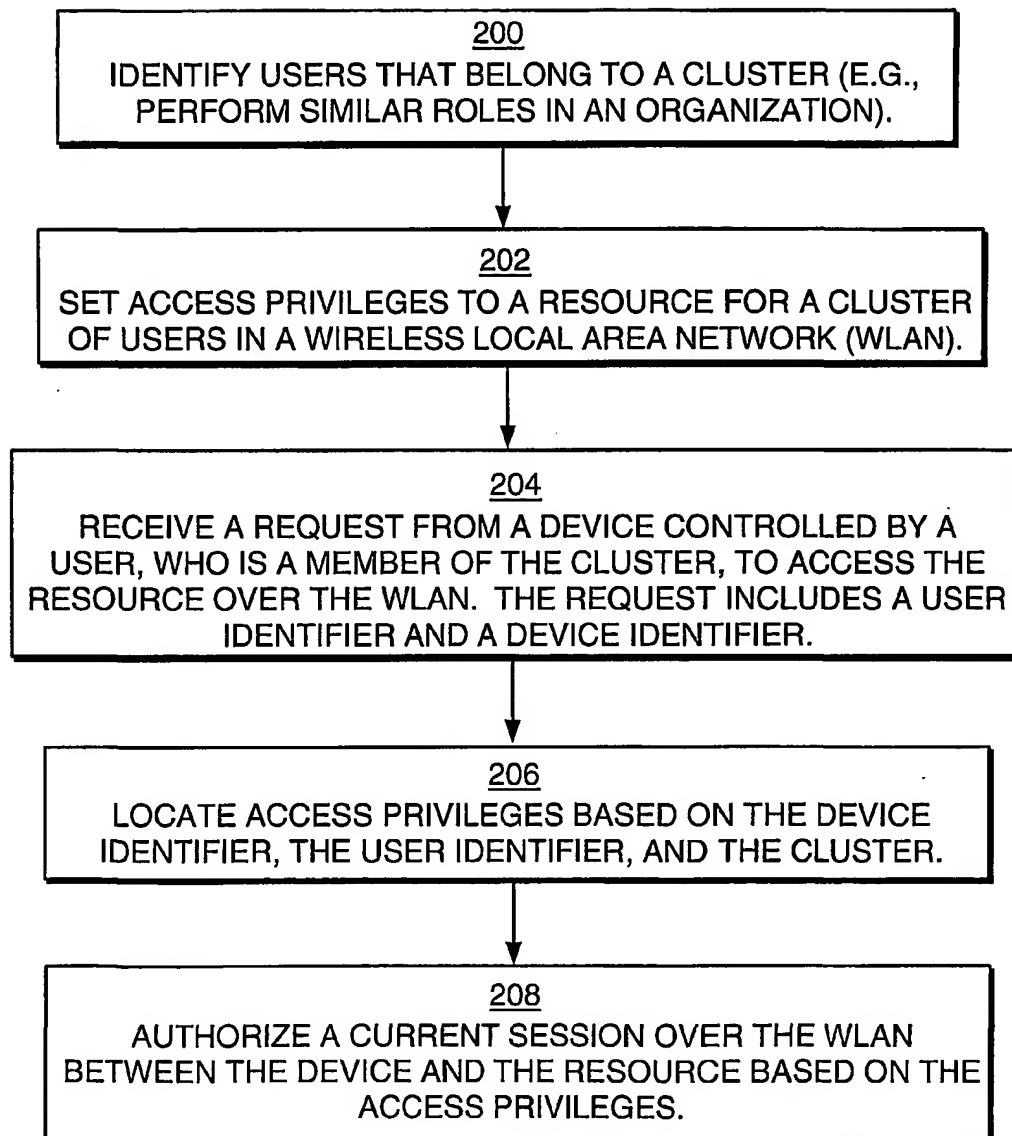 200
IDENTIFY USERS THAT BELONG TO A CLUSTER (E.G.,
PERFORM SIMILAR ROLES IN AN ORGANIZATION).
202
SET ACCESS PRIVILEGES TO A RESOURCE FOR A CLUSTER
OF USERS IN A WIRELESS LOCAL AREA NETWORK (WLAN).
204
RECEIVE A REQUEST FROM A DEVICE CONTROLLED BY A
USER, WHO IS A MEMBER OF THE CLUSTER, TO ACCESS THE
RESOURCE OVER THE WLAN. THE REQUEST INCLUDES A USER
IDENTIFIER AND A DEVICE IDENTIFIER.
206
LOCATE ACCESS PRIVILEGES BASED ON THE DEVICE
IDENTIFIER, THE USER IDENTIFIER, AND THE CLUSTER.
208
AUTHORIZE A CURRENT SESSION OVER THE WLAN
BETWEEN THE DEVICE AND THE RESOURCE BASED ON THE
ACCESS PRIVILEGES.